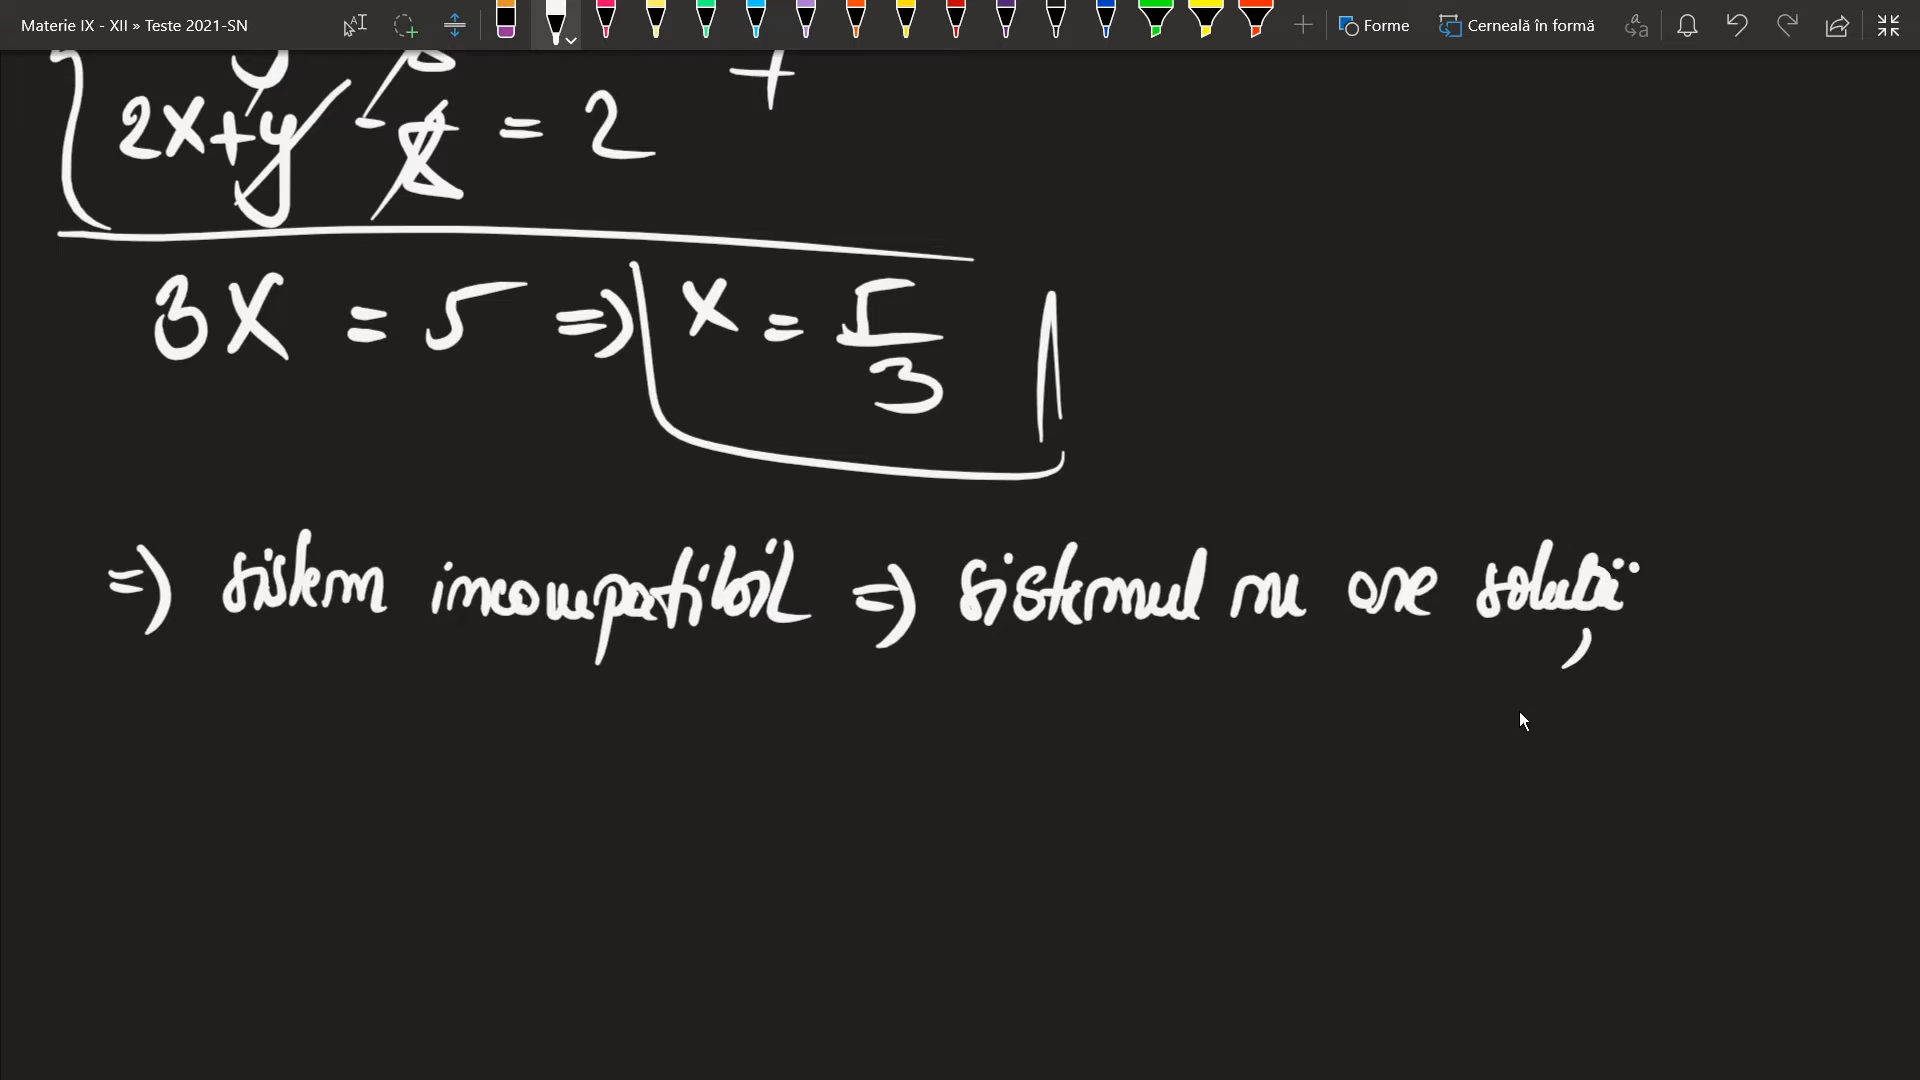 Materie IX - XII » Teste 2021-SN
Forme
Cerneală în formă
+
2x + y - z = 2
3x = 5 => x = 5/3
=> sistem incompatibil => sistemul nu are soluții